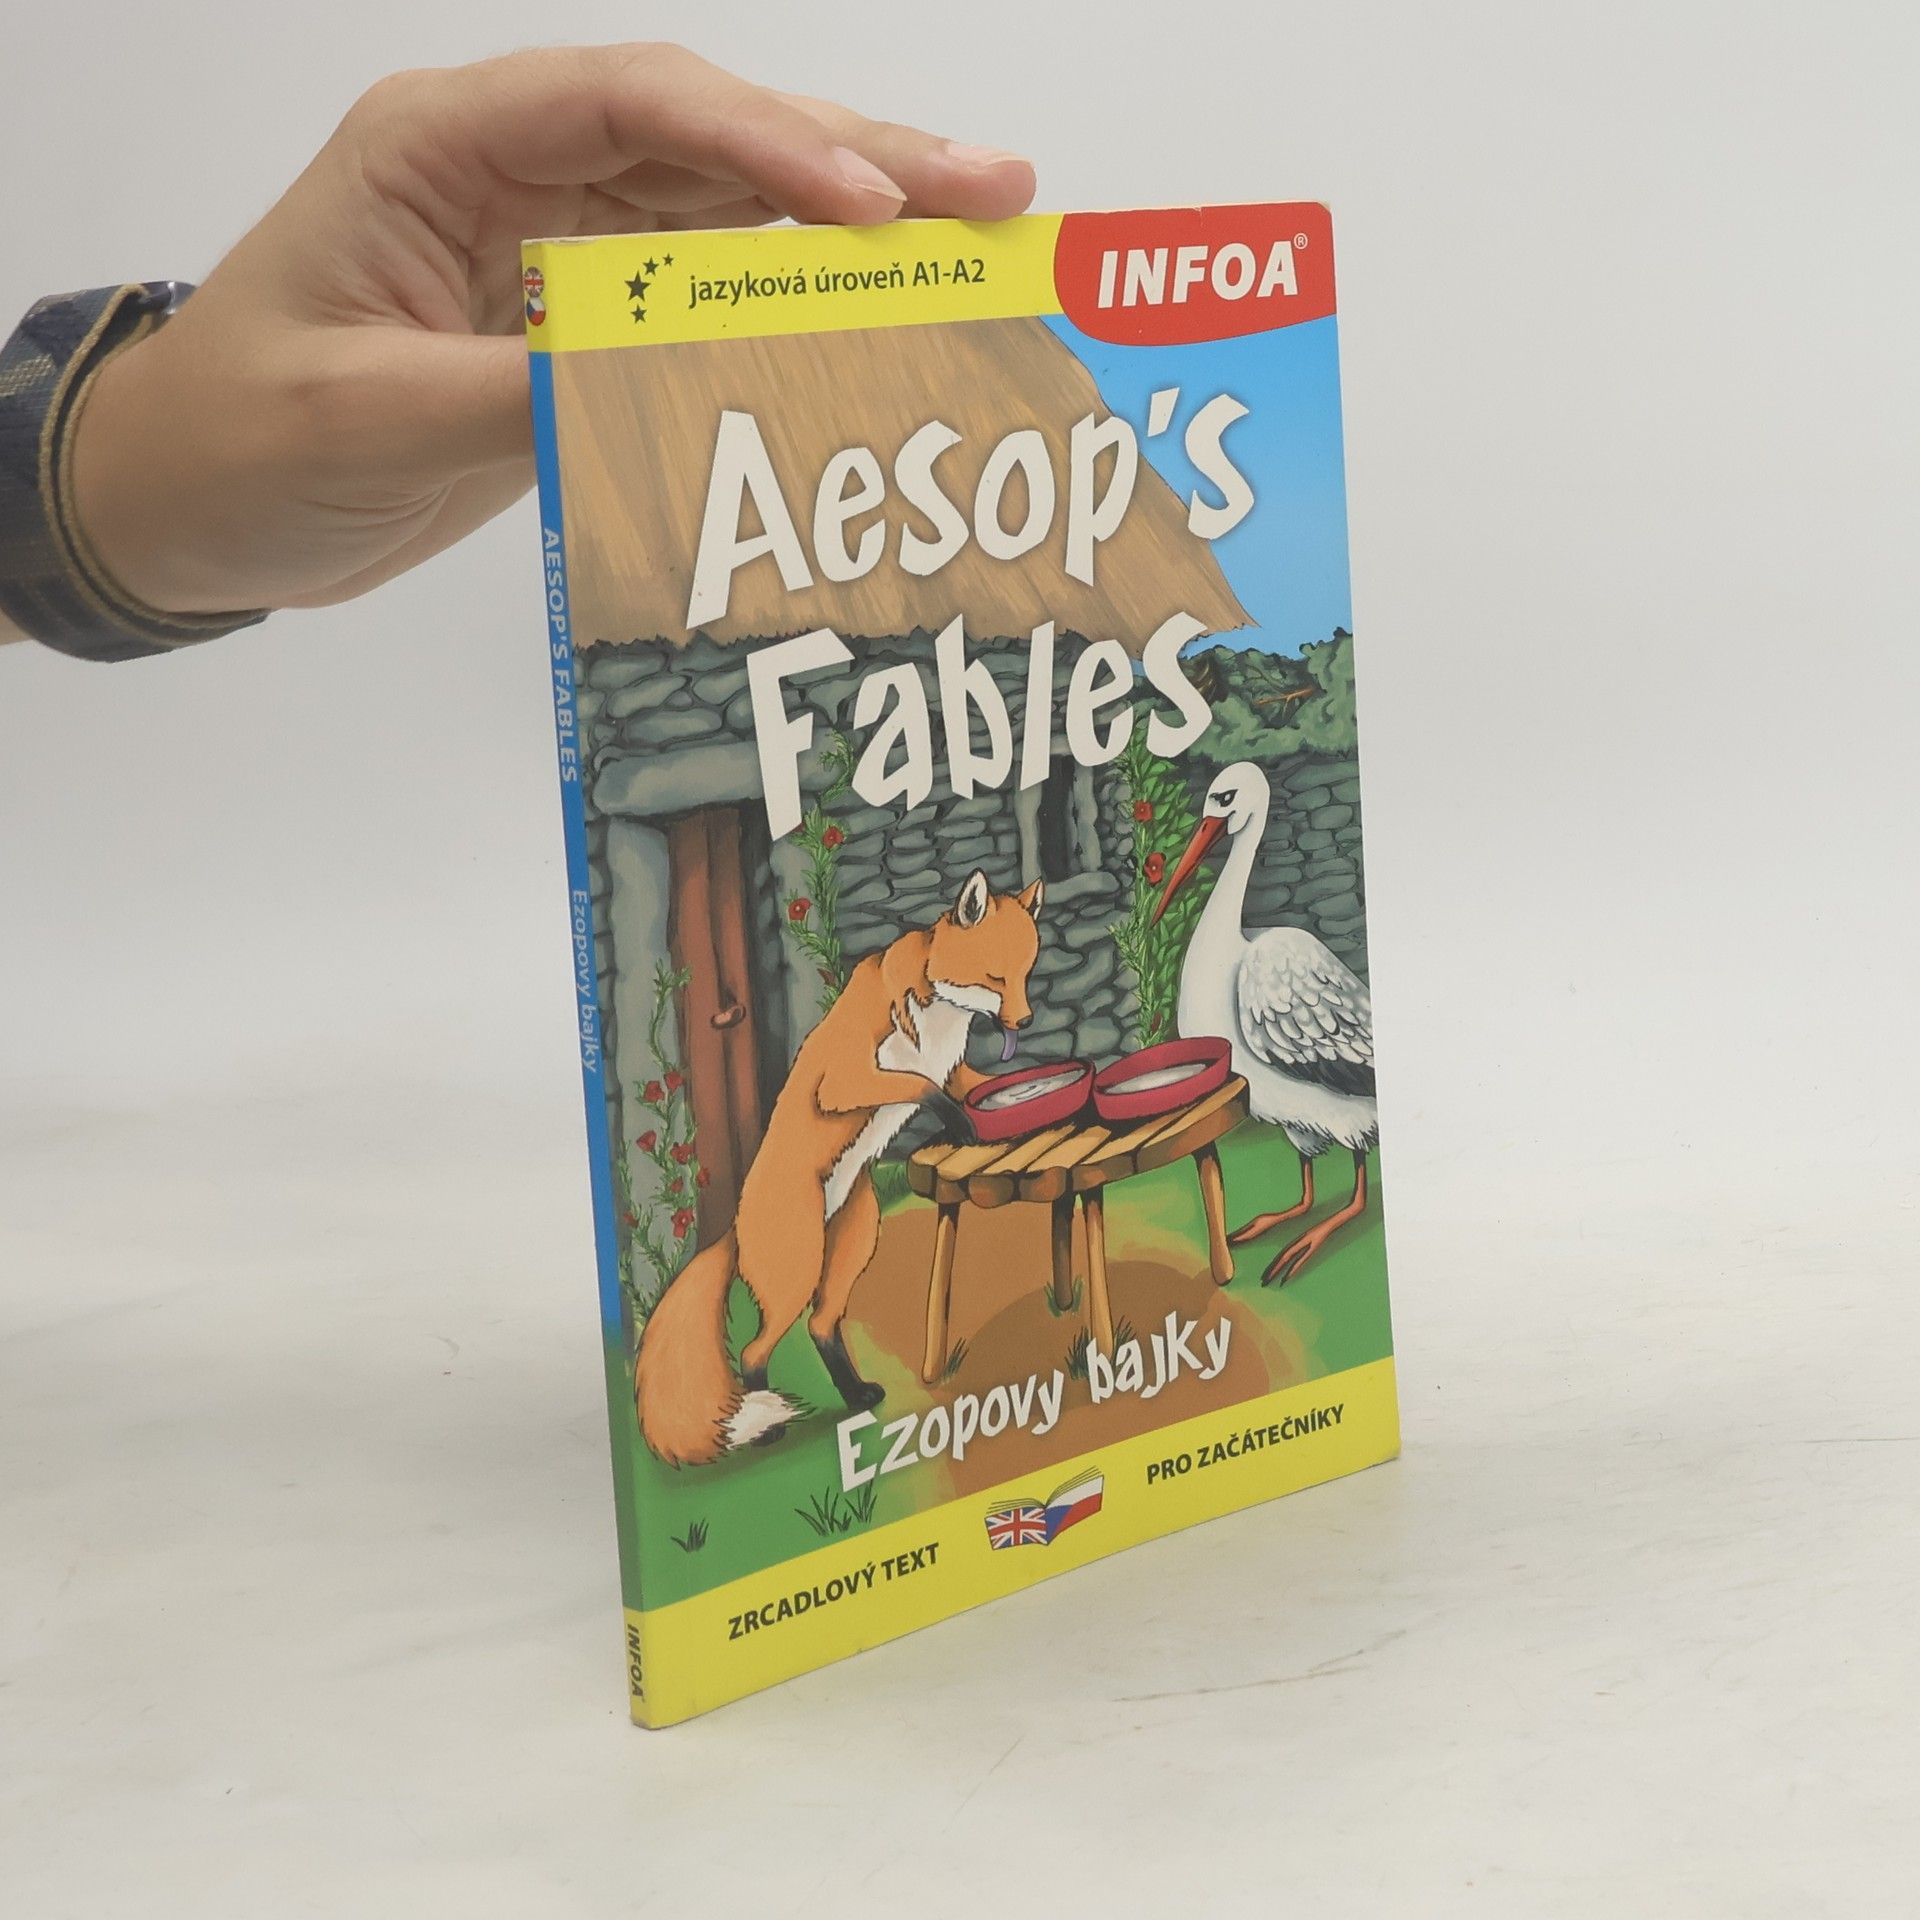 jazyková úroveň A1-A2
INFOA®
Aesop's
Fables
Ezopovy bajky
ZRCADLOVÝ TEXT
PRO ZAČÁTEČNÍKY
AESOP'S FABLES
Ezopovy bajky
INFOA